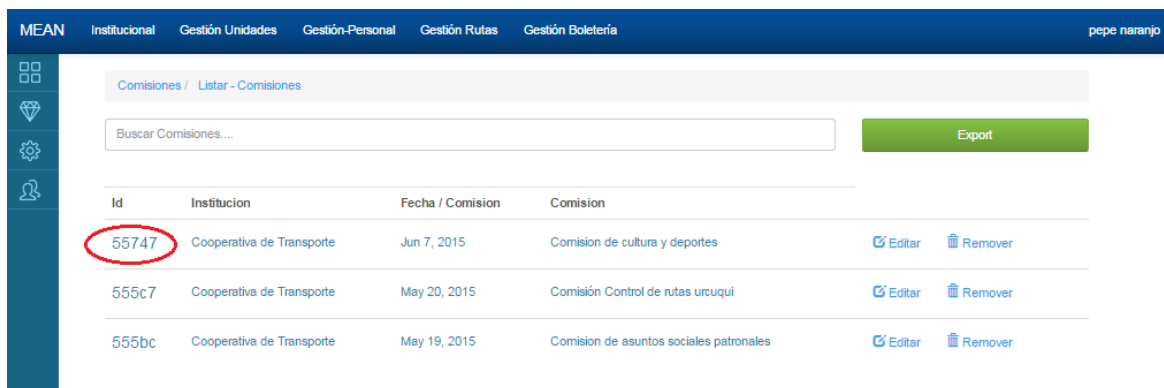 MEAN Institucional Gestión Unidades Gestión-Personal Gestión Rutas Gestión Boletería pepe naranjo
Comisiones / Listar - Comisiones
Buscar Comisiones.... Export
Id Institucion Fecha / Comision Comision
55747 Cooperativa de Transporte Jun 7, 2015 Comision de cultura y deportes Editar Remover
555c7 Cooperativa de Transporte May 20, 2015 Comisión Control de rutas urcuqui Editar Remover
555bc Cooperativa de Transporte May 19, 2015 Comision de asuntos sociales patronales Editar Remover